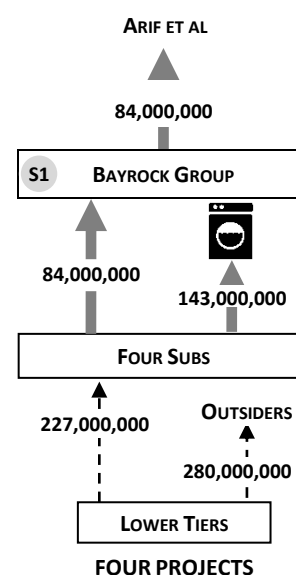 ARIF ET AL
84,000,000
S1 BAYROCK GROUP
84,000,000
143,000,000
FOUR SUBS
227,000,000
OUTSIDERS
280,000,000
LOWER TIERS
FOUR PROJECTS